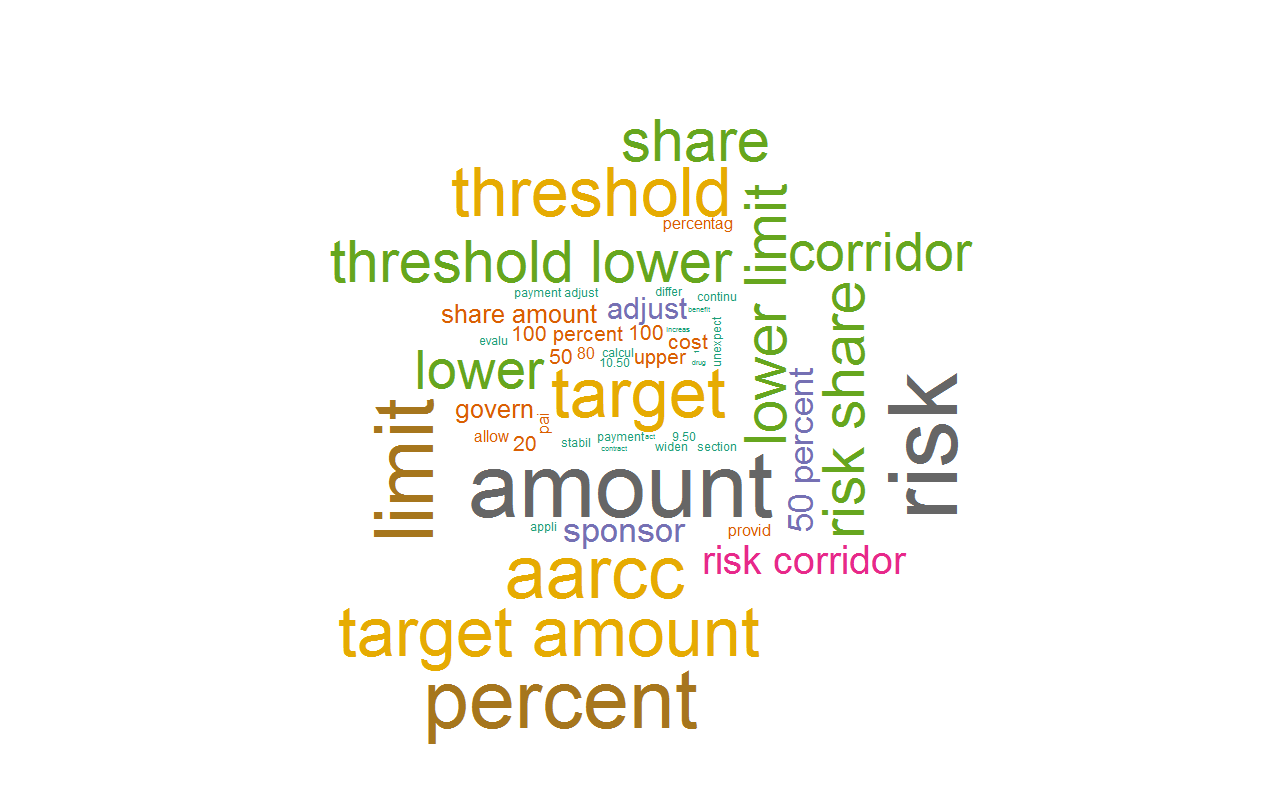 share
threshold
percentag
threshold lower
lower limit
corridor
payment adjust
differ
continu
share amount
adjust
benefit
risk share
evalu
100 percent
100
increas
cost
unexpect
50
80
calcul
10.50
upper
1
drug
lower
target
50 percent
risk
limit
govern
pai
allow
20
stabil
payment
act
9.50
contract
widen
section
amount
appli
sponsor
provid
aarcc
risk corridor
target amount
percent